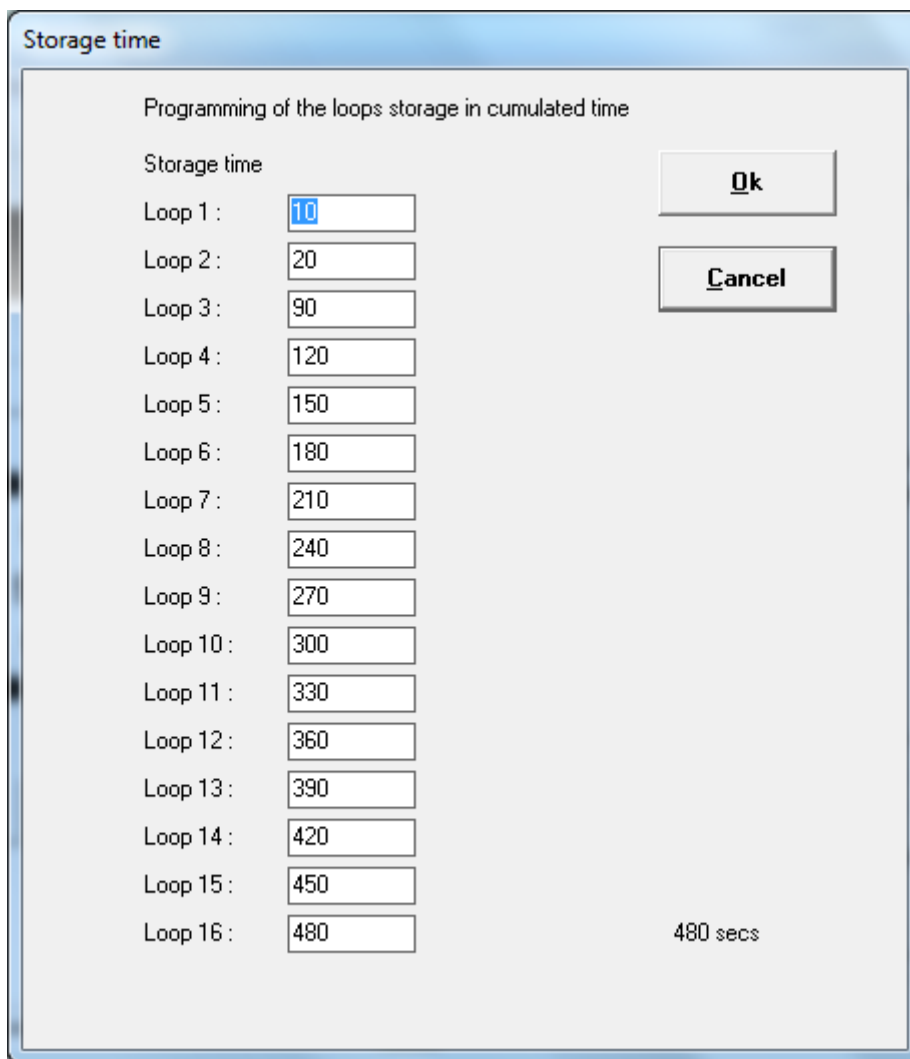 Storage time
Programming of the loops storage in cumulated time
Storage time
Ok
Loop 1 : 10
Loop 2 : 20
Cancel
Loop 3 : 90
Loop 4 : 120
Loop 5 : 150
Loop 6 : 180
Loop 7 : 210
Loop 8 : 240
Loop 9 : 270
Loop 10 : 300
Loop 11 : 330
Loop 12 : 360
Loop 13 : 390
Loop 14 : 420
Loop 15 : 450
Loop 16 : 480 480 secs